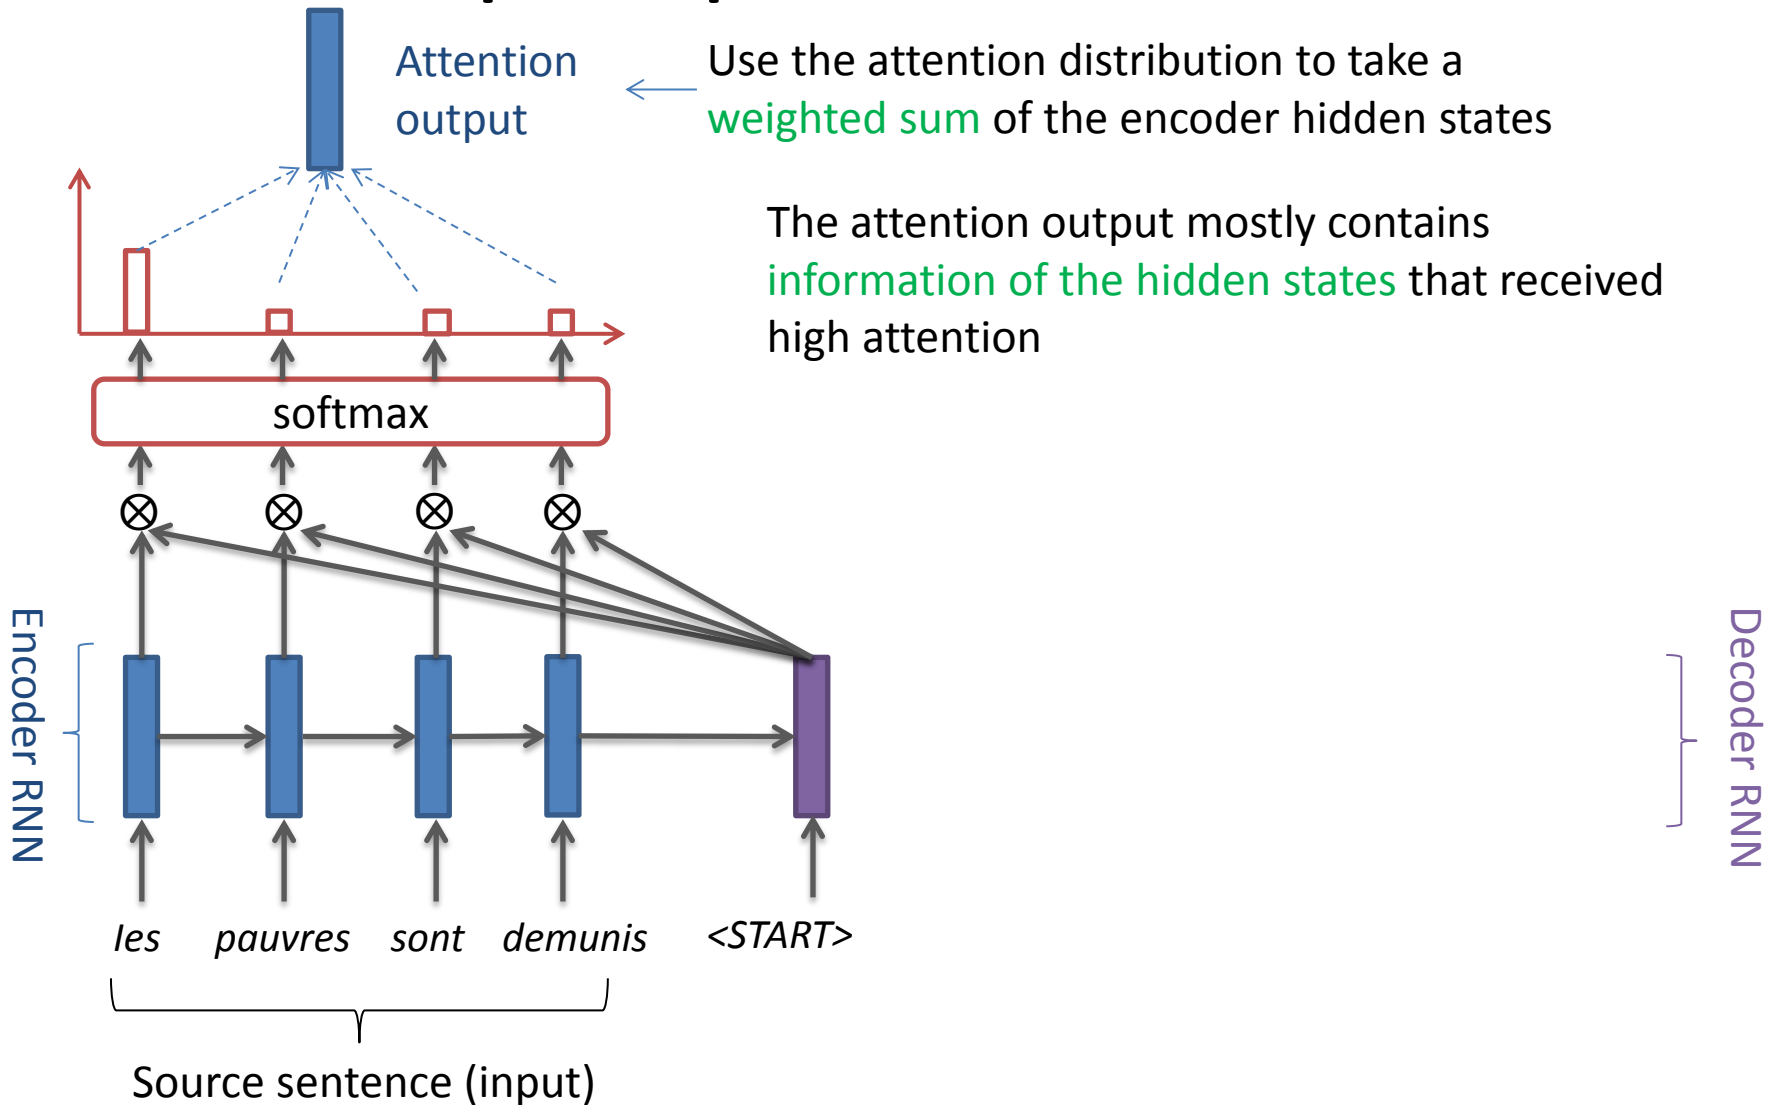 Attention
output
Use the attention distribution to take a
weighted sum of the encoder hidden states
The attention output mostly contains
information of the hidden states that received
high attention
softmax
Encoder RNN
Decoder RNN
les pauvres sont demunis <START>
Source sentence (input)